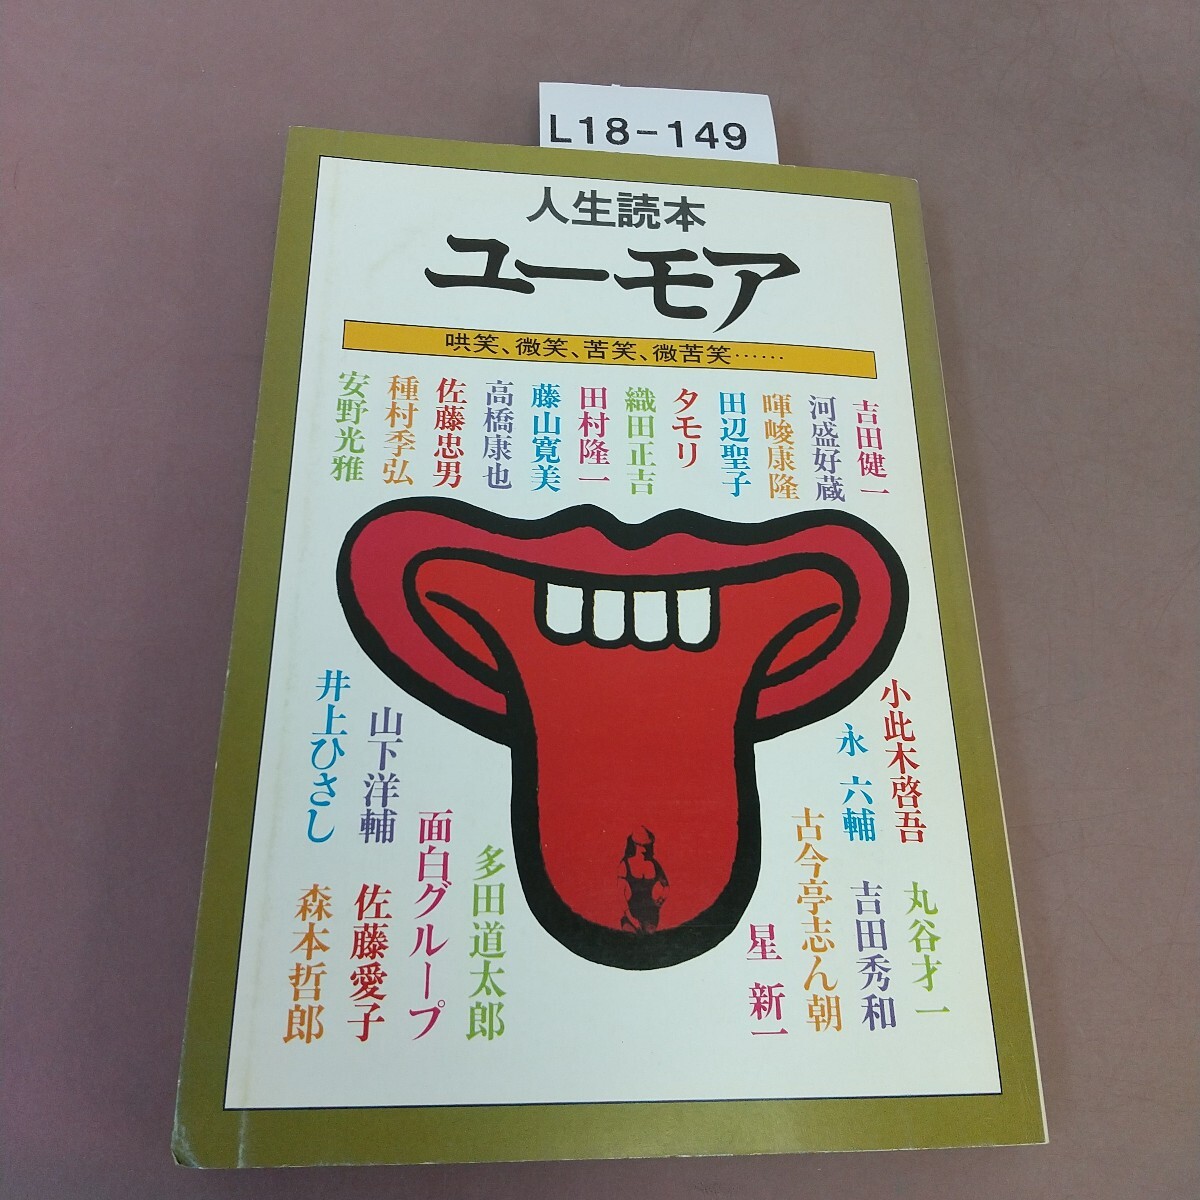 L18-149
人生読本
ユーモア
哄笑、微笑、苦笑、微苦笑……
吉田健一
河盛好蔵
暉峻康隆
田辺聖子
タモリ
織田正吉
田村隆一
藤山寛美
高橋康也
佐藤忠男
種村季弘
安野光雅
小此木啓吾
永六輔
丸谷才一
吉田秀和
古今亭志ん朝
星新一
多田道太郎
面白グループ
山下洋輔
佐藤愛子
井上ひさし
森本哲郎